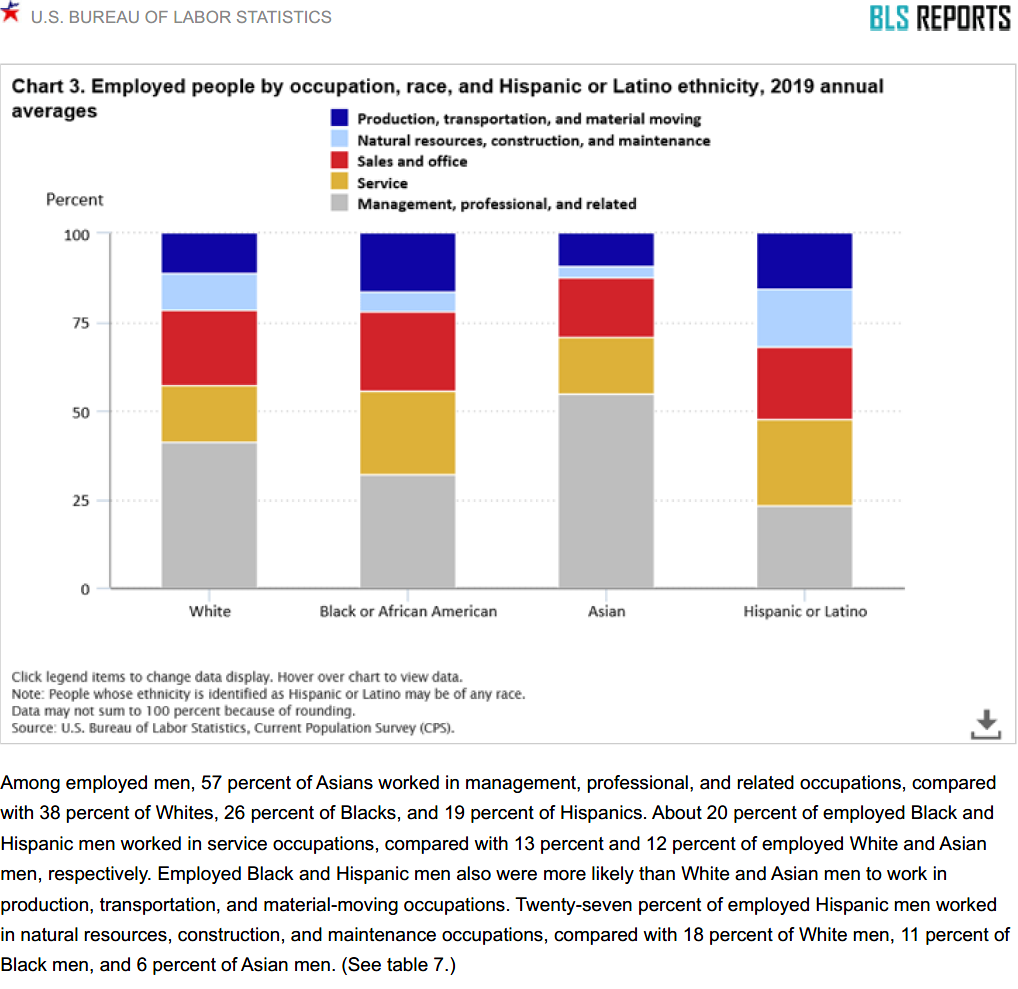 U.S. BUREAU OF LABOR STATISTICS
BLS REPORTS
Chart 3. Employed people by occupation, race, and Hispanic or Latino ethnicity, 2019 annual
averages
Production, transportation, and material moving
Natural resources, construction, and maintenance
Sales and office
Service
Management, professional, and related
Percent
100
75
50
25
0
White
Black or African American
Asian
Hispanic or Latino
Click legend items to change data display. Hover over chart to view data.
Note: People whose ethnicity is identified as Hispanic or Latino may be of any race.
Data may not sum to 100 percent because of rounding.
Source: U.S. Bureau of Labor Statistics, Current Population Survey (CPS).
Among employed men, 57 percent of Asians worked in management, professional, and related occupations, compared
with 38 percent of Whites, 26 percent of Blacks, and 19 percent of Hispanics. About 20 percent of employed Black and
Hispanic men worked in service occupations, compared with 13 percent and 12 percent of employed White and Asian
men, respectively. Employed Black and Hispanic men also were more likely than White and Asian men to work in
production, transportation, and material-moving occupations. Twenty-seven percent of employed Hispanic men worked
in natural resources, construction, and maintenance occupations, compared with 18 percent of White men, 11 percent of
Black men, and 6 percent of Asian men. (See table 7.)